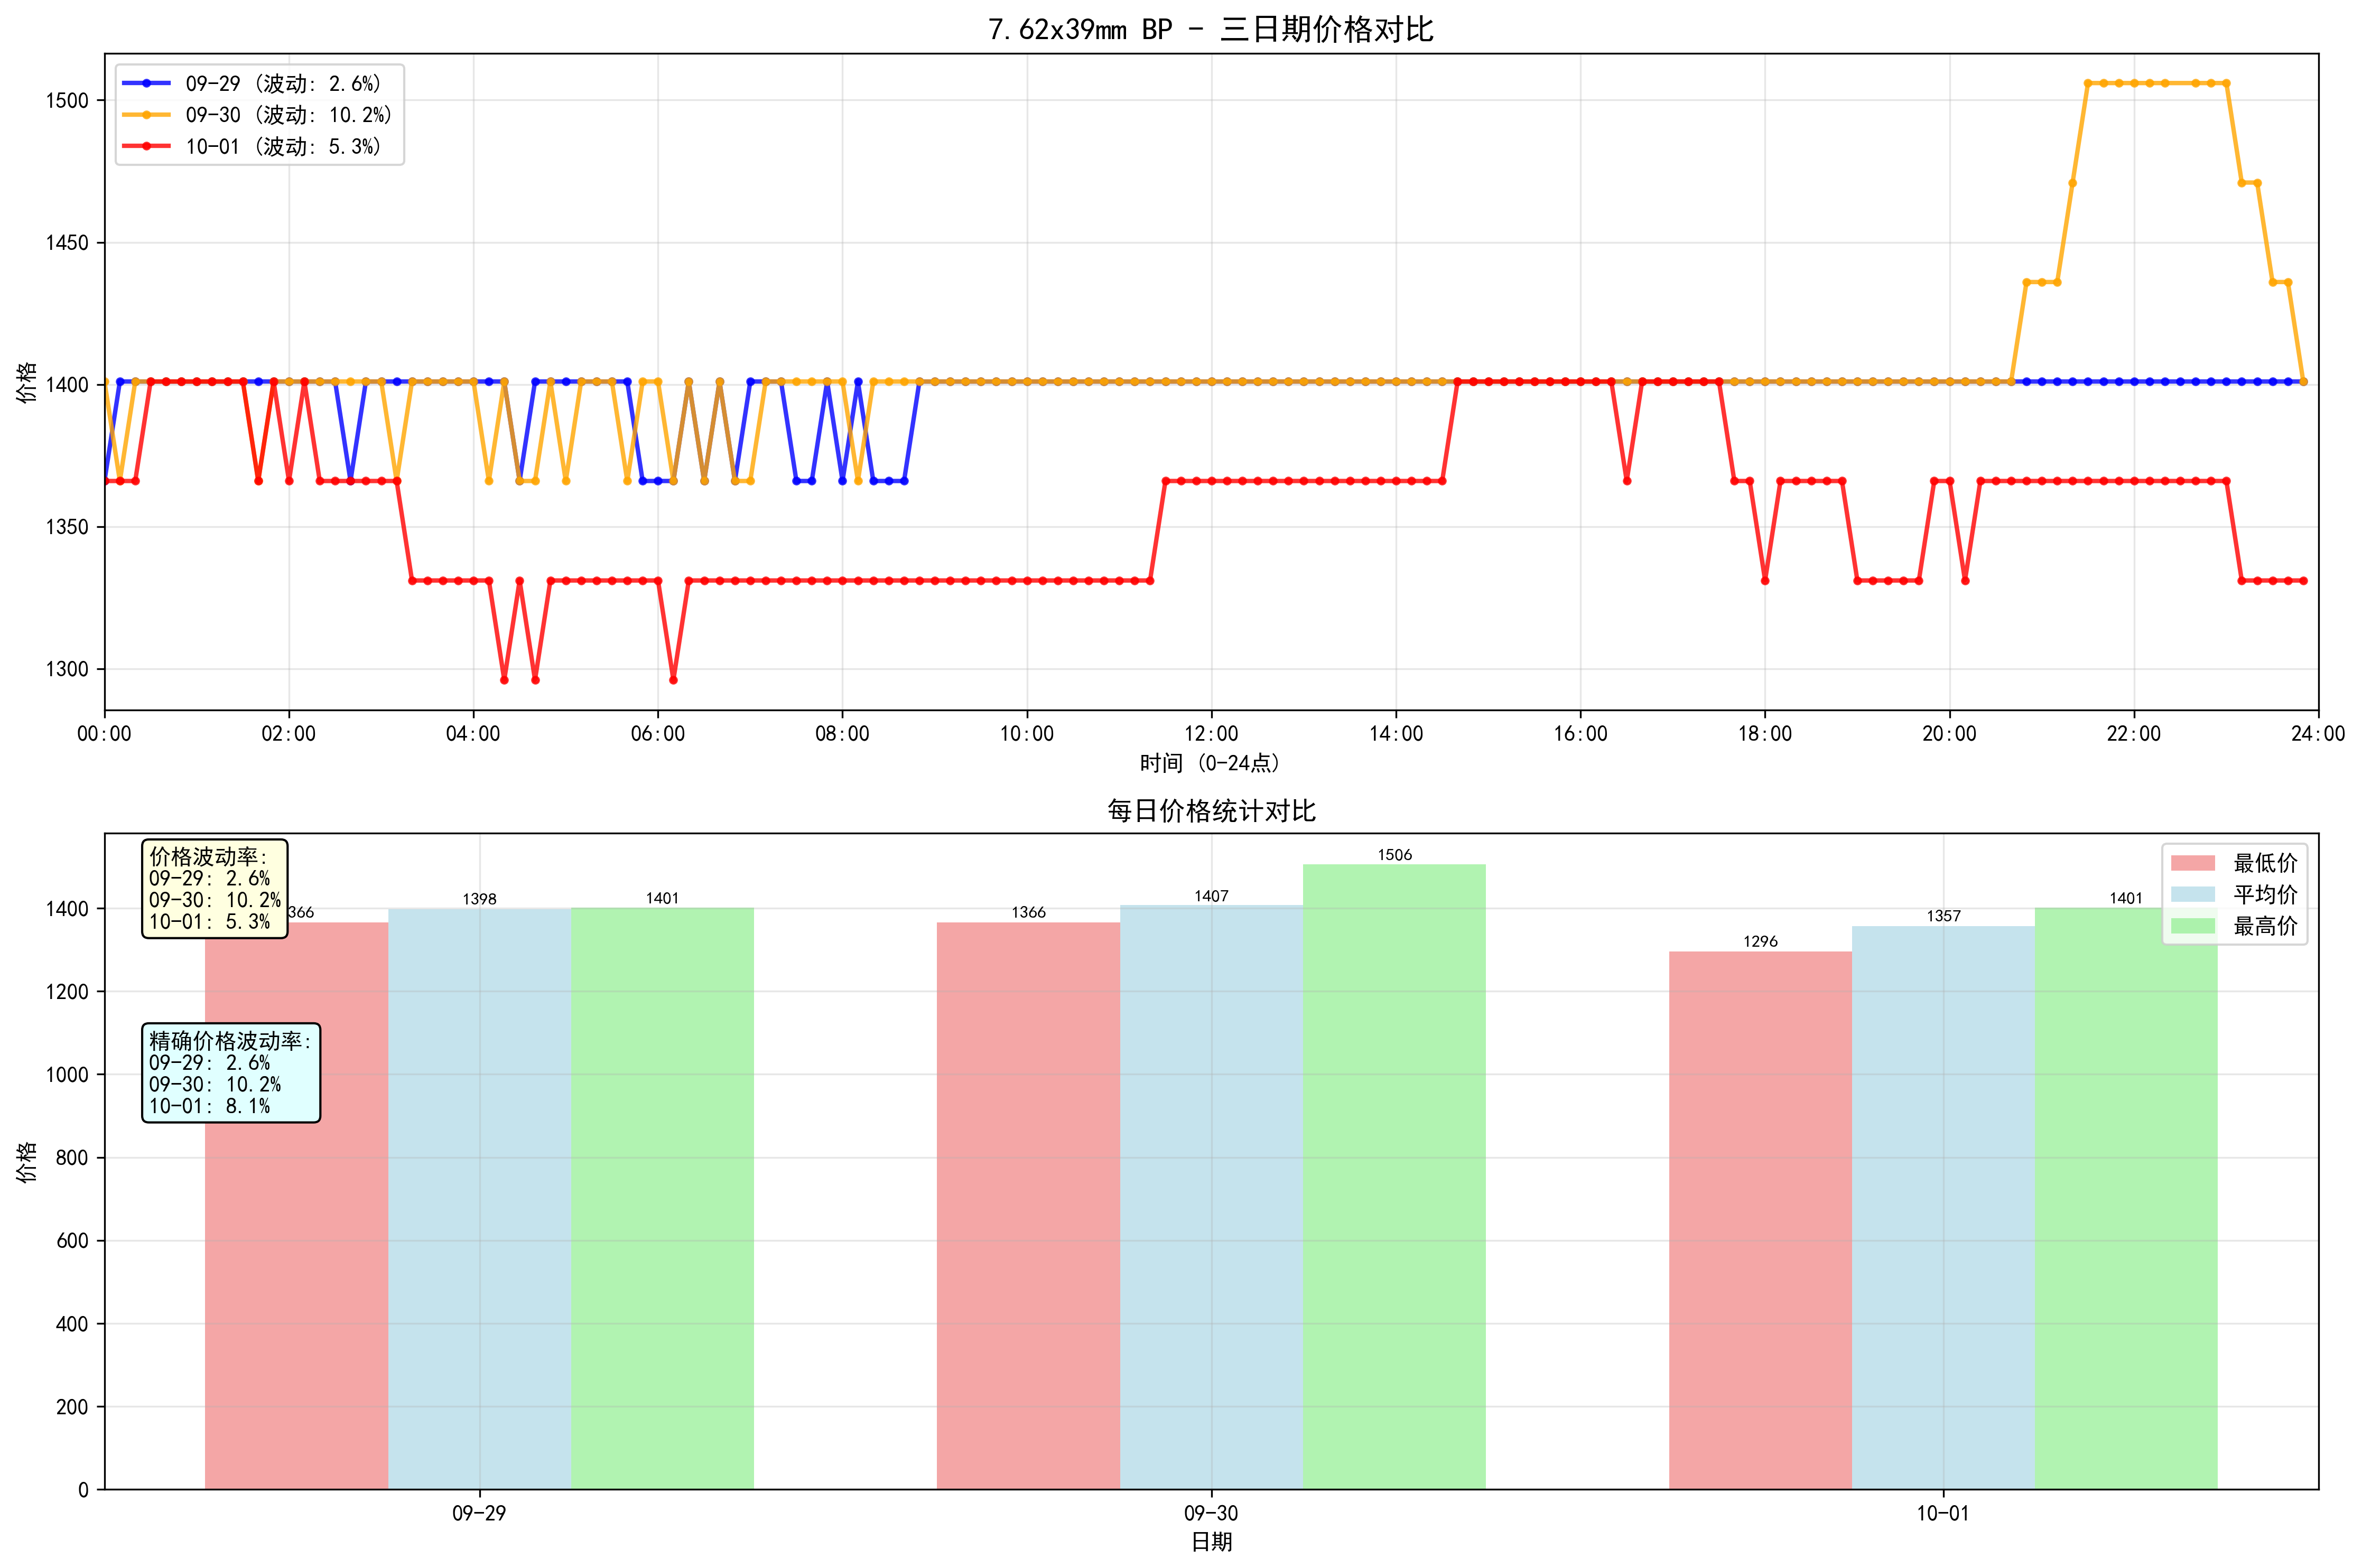 7.62x39mm BP - 三日期价格对比
09-29 (波动: 2.6%)
09-30 (波动: 10.2%)
10-01 (波动: 5.3%)
价格
1500
1450
1400
1350
1300
00:00 02:00 04:00 06:00 08:00 10:00 12:00 14:00 16:00 18:00 20:00 22:00 24:00
时间 (0-24点)
每日价格统计对比
价格波动率:
09-29: 2.6%
09-30: 10.2%
10-01: 5.3%
精确价格波动率:
09-29: 2.6%
09-30: 10.2%
10-01: 8.1%
最低价
平均价
最高价
366 1398 1401
1366 1407 1506
1296 1357 1401
价格
1400
1200
1000
800
600
400
200
0
09-29 09-30 10-01
日期